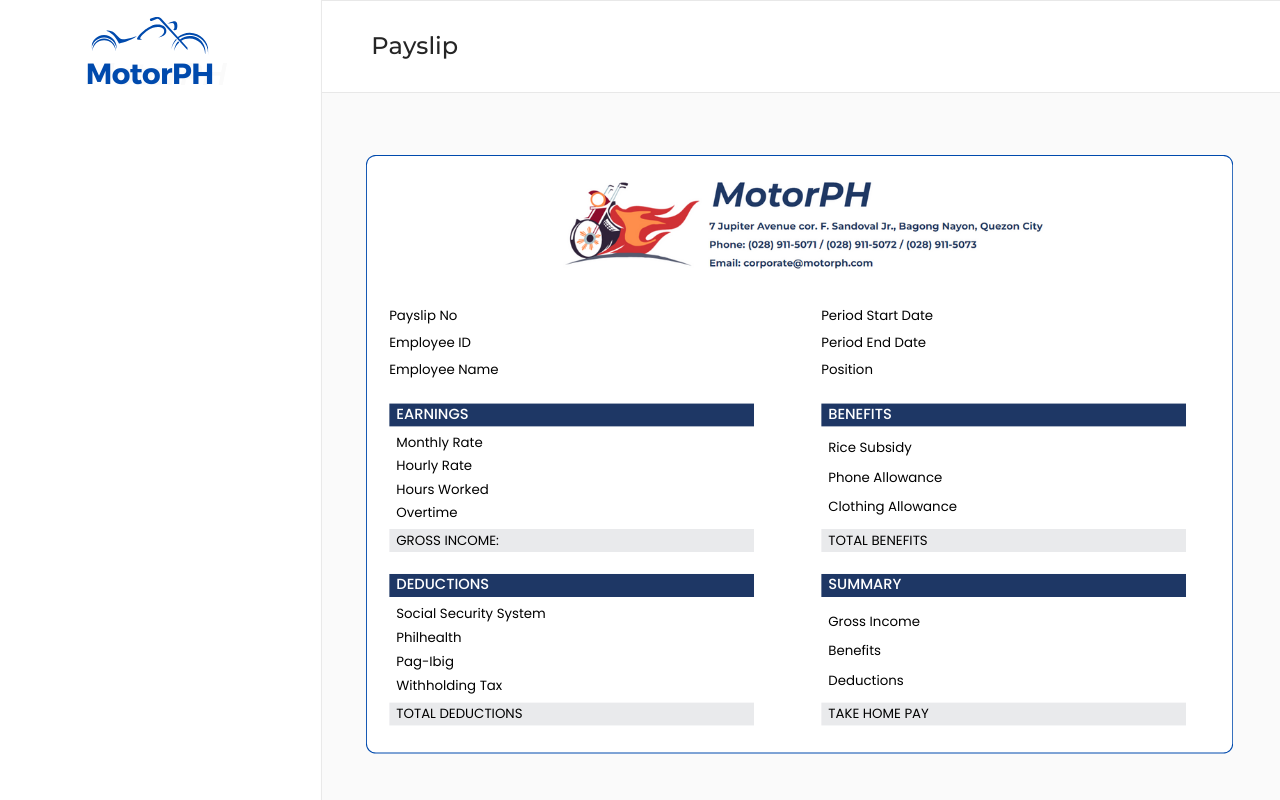 MotorPH
Payslip
MotorPH
7 Jupiter Avenue cor. F. Sandoval Jr., Bagong Nayon, Quezon City
Phone: (028) 911-5071 / (028) 911-5072 / (028) 911-5073
Email: corporate@motorph.com
Payslip No
Employee ID
Employee Name
Period Start Date
Period End Date
Position
EARNINGS
Monthly Rate
Hourly Rate
Hours Worked
Overtime
GROSS INCOME:
BENEFITS
Rice Subsidy
Phone Allowance
Clothing Allowance
TOTAL BENEFITS
DEDUCTIONS
Social Security System
Philhealth
Pag-Ibig
Withholding Tax
TOTAL DEDUCTIONS
SUMMARY
Gross Income
Benefits
Deductions
TAKE HOME PAY